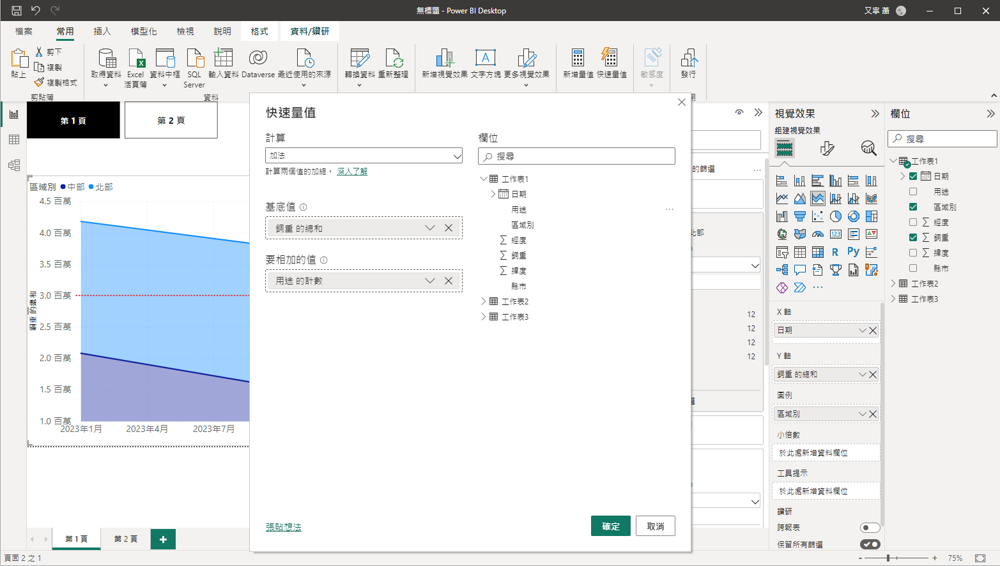 無標題 - Power BI Desktop
又寧 蕭
檔案
常用
插入
模型化
檢視
說明
格式
資料/鑽研
貼上
剪下
複製
複製格式
剪貼簿
取得資料
Excel
活頁簿
資料中樞
SQL
Server
輸入資料
Dataverse
最近使用的來源
資料
轉換資料
重新整理
新增視覺效果
文字方塊
更多視覺效果
新增量值
快速量值
敏感度
發行
用
第 1 頁
第 2 頁
區域別
中部
北部
4.5 百萬
4.0 百萬
3.5 百萬
3.0 百萬
2.5 百萬
2.0 百萬
1.5 百萬
1.0 百萬
銅重 的總和
2023年1月
2023年4月
2023年7月
快速量值
計算
加法
計算兩個值的加總。 深入了解
基底值
銅重 的總和
要相加的值
用途 的計數
欄位
搜尋
工作表1
日期
用途
區域別
經度
銅重
緯度
縣市
工作表2
工作表3
張貼想法
確定
取消
的篩選
北部
12
12
12
12
視覺效果
組建視覺效果
123
R
Py
X 軸
日期
Y 軸
銅重 的總和
圖例
區域別
小倍數
於此處新增資料欄位
工具提示
於此處新增資料欄位
鑽研
跨報表
保留所有篩選
欄位
搜尋
工作表1
日期
用途
區域別
經度
銅重
緯度
縣市
工作表2
工作表3
第 1 頁
第 2 頁
頁面 2 之 1
75%